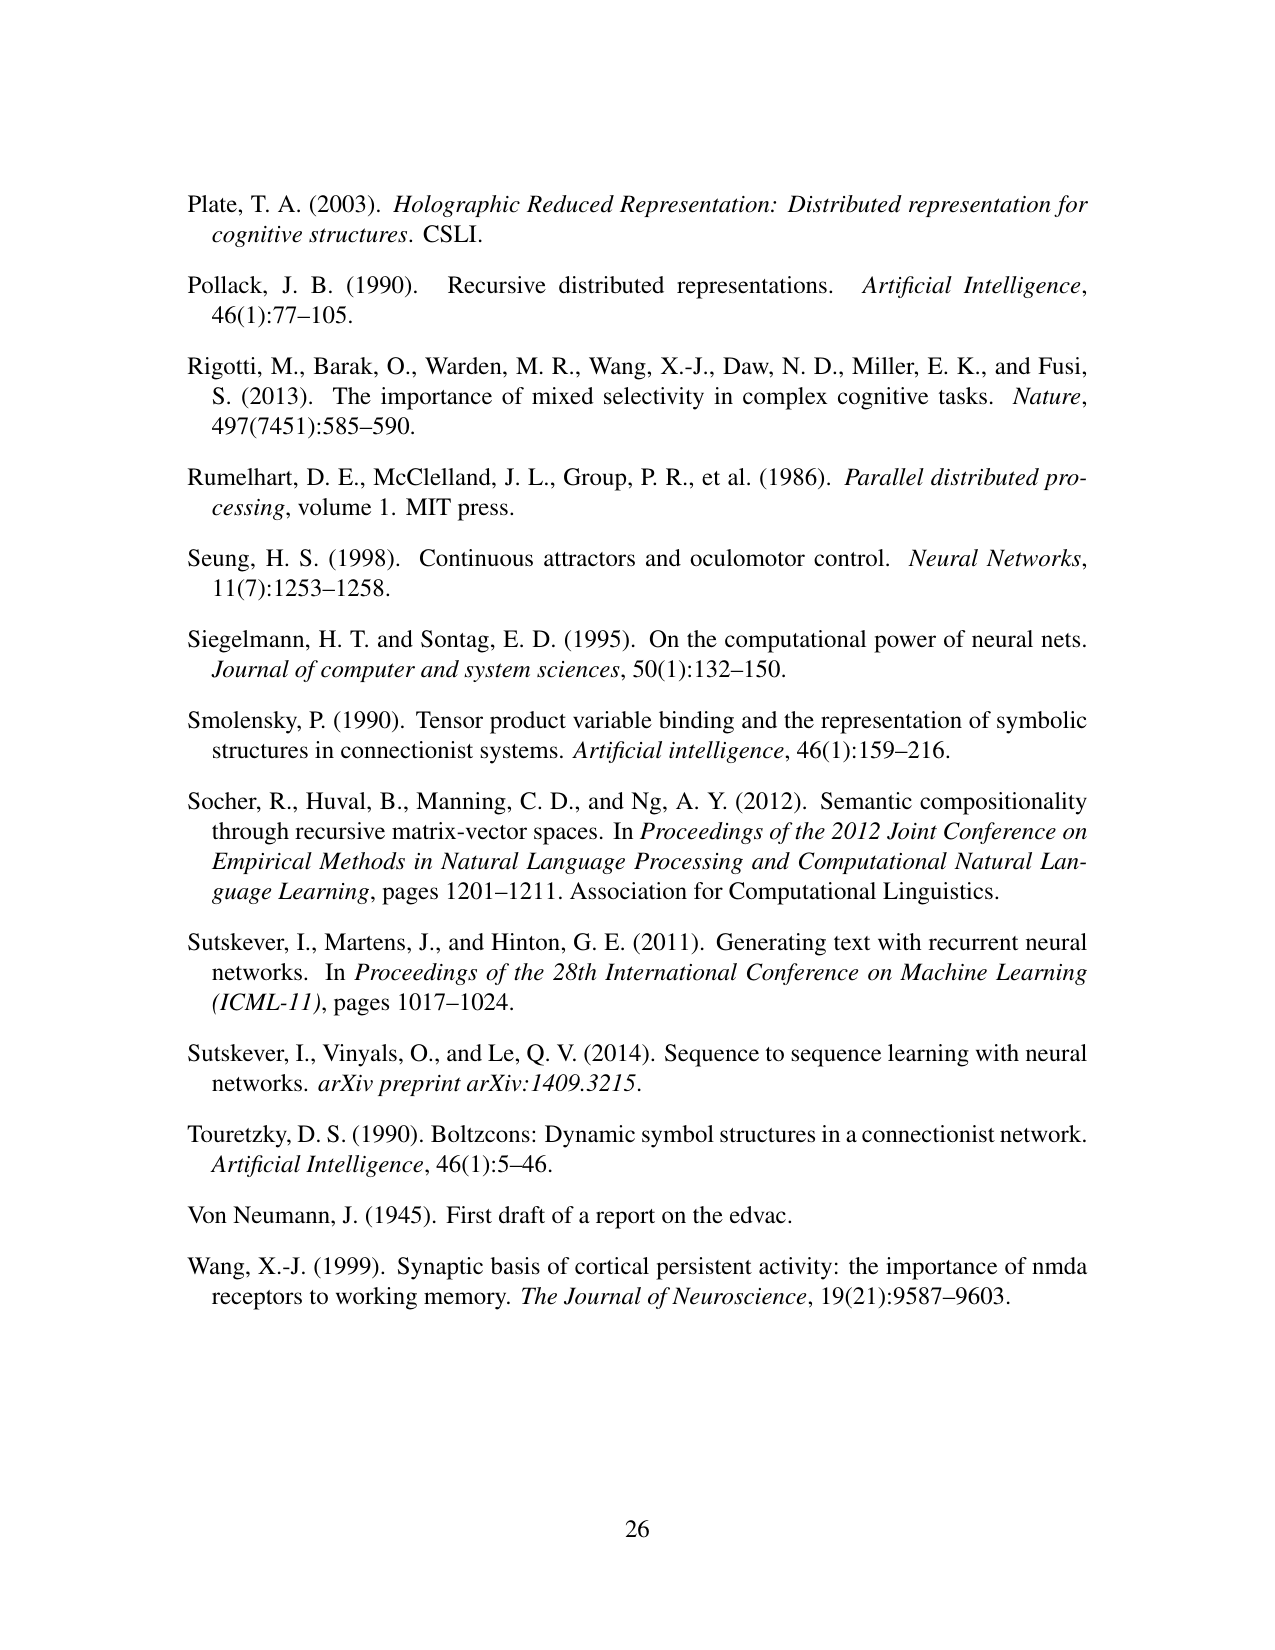 Plate, T. A. (2003). Holographic Reduced Representation: Distributed representation for
cognitive structures. CSLI.
Pollack, J. B. (1990). Recursive distributed representations. Artificial Intelligence,
46(1):77–105.
Rigotti, M., Barak, O., Warden, M. R., Wang, X.-J., Daw, N. D., Miller, E. K., and Fusi,
S. (2013). The importance of mixed selectivity in complex cognitive tasks. Nature,
497(7451):585–590.
Rumelhart, D. E., McClelland, J. L., Group, P. R., et al. (1986). Parallel distributed pro-
cessing, volume 1. MIT press.
Seung, H. S. (1998). Continuous attractors and oculomotor control. Neural Networks,
11(7):1253–1258.
Siegelmann, H. T. and Sontag, E. D. (1995). On the computational power of neural nets.
Journal of computer and system sciences, 50(1):132–150.
Smolensky, P. (1990). Tensor product variable binding and the representation of symbolic
structures in connectionist systems. Artificial intelligence, 46(1):159–216.
Socher, R., Huval, B., Manning, C. D., and Ng, A. Y. (2012). Semantic compositionality
through recursive matrix-vector spaces. In Proceedings of the 2012 Joint Conference on
Empirical Methods in Natural Language Processing and Computational Natural Lan-
guage Learning, pages 1201–1211. Association for Computational Linguistics.
Sutskever, I., Martens, J., and Hinton, G. E. (2011). Generating text with recurrent neural
networks. In Proceedings of the 28th International Conference on Machine Learning
(ICML-11), pages 1017–1024.
Sutskever, I., Vinyals, O., and Le, Q. V. (2014). Sequence to sequence learning with neural
networks. arXiv preprint arXiv:1409.3215.
Touretzky, D. S. (1990). Boltzcons: Dynamic symbol structures in a connectionist network.
Artificial Intelligence, 46(1):5–46.
Von Neumann, J. (1945). First draft of a report on the edvac.
Wang, X.-J. (1999). Synaptic basis of cortical persistent activity: the importance of nmda
receptors to working memory. The Journal of Neuroscience, 19(21):9587–9603.
26